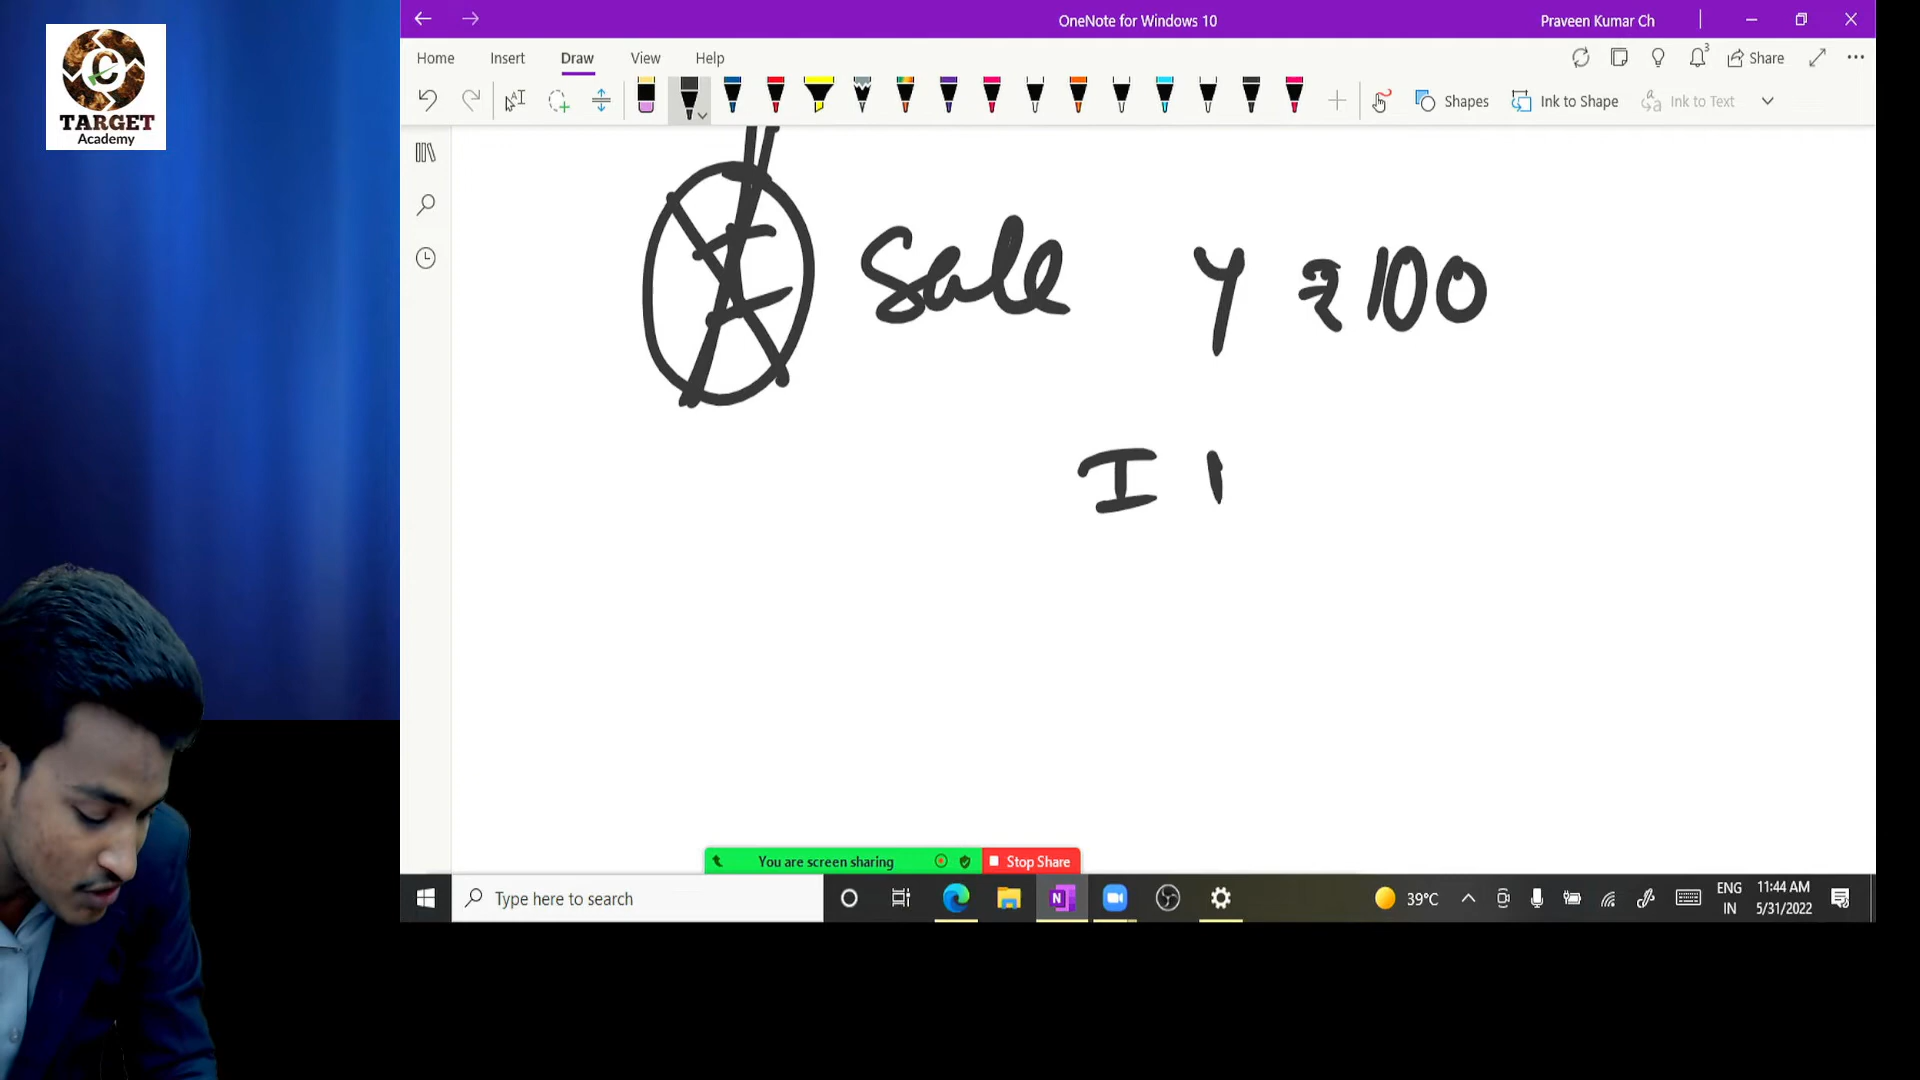 TARGET
Academy
OneNote for Windows 10
Praveen Kumar Ch
Home Insert Draw View Help
3
Share
Shapes
Ink to Shape
Ink to Text
I Sale Y ₹ 100
I I
You are screen sharing
Stop Share
Type here to search
39°C
ENG
IN
11:44 AM
5/31/2022